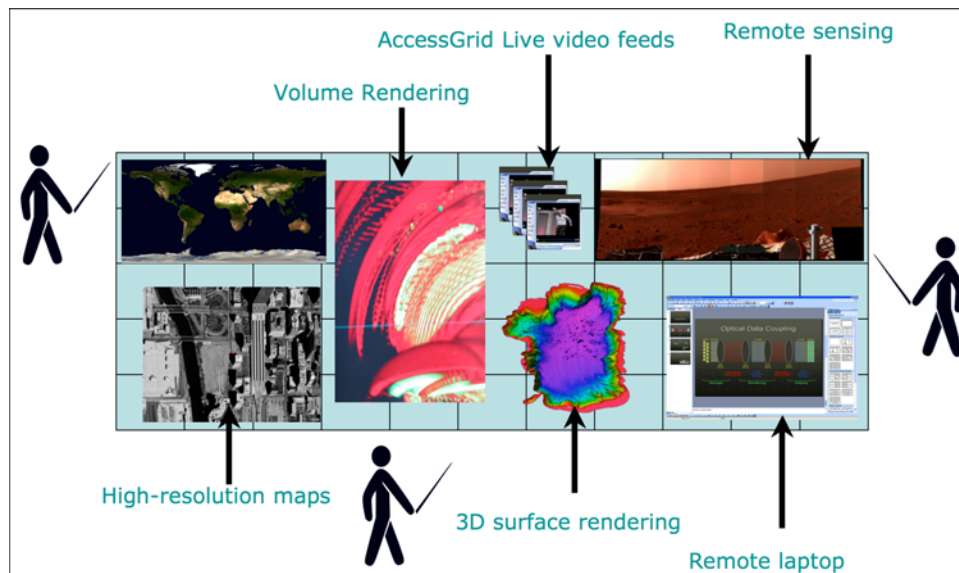 AccessGrid Live video feeds
Remote sensing
Volume Rendering
Optical Data Coupling
High-resolution maps
3D surface rendering
Remote laptop